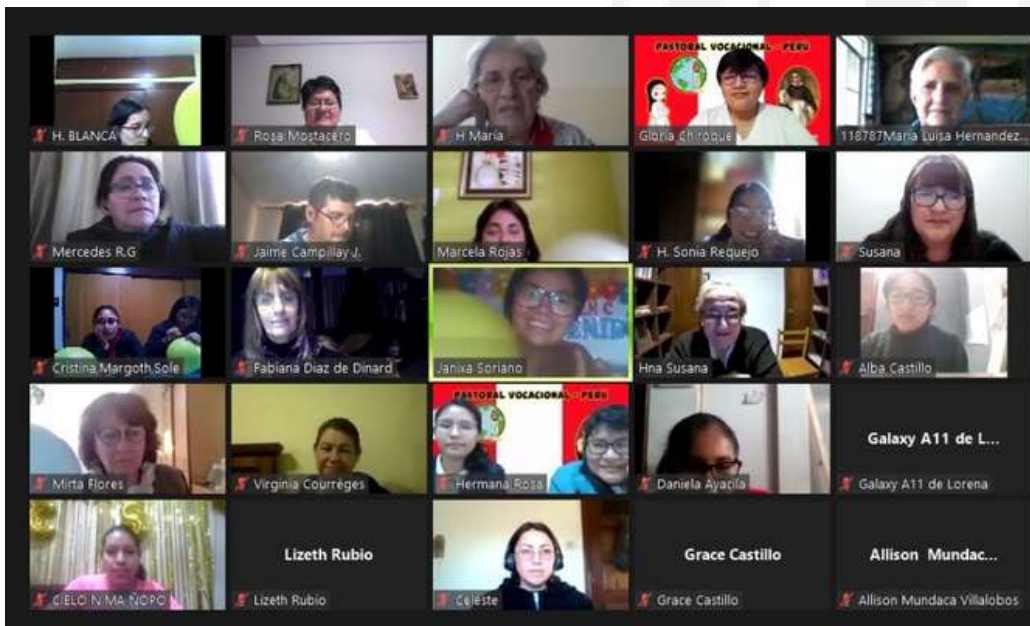 H. BLANCA
Rosa Mostacero
H María
PASTORAL VOCACIONAL - PERU
Gloria Chiroque
118787María Luisa Hernandez...
Mercedes R.G
Jaime Campillay J.
Marcela Rojas
H. Sonia Requejo
Susana
Cristina,Margoth,Sole
Fabiana Diaz de Dinard
Janixa Soriano
Hna Susana
Alba Castillo
Mirta Flores
Virginia Courrèges
PASTORAL VOCACIONAL - PERU
Hermana Rosa
Daniela Ayacila
Galaxy A11 de L...
Galaxy A11 de Lorena
CIELO NIMA ÑOPO
Lizeth Rubio
Lizeth Rubio
Celeste
Grace Castillo
Grace Castillo
Allison Mundac...
Allison Mundaca Villalobos